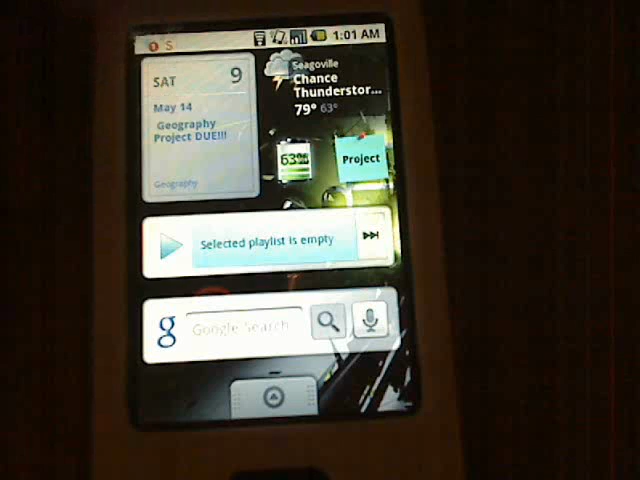 S 1:01 AM
SAT 9
May 14
Geography
Project DUE!!!
Geography
Seagoville
Chance
Thunderstor...
79° 63°
63%
Project
Selected playlist is empty
g Google Search